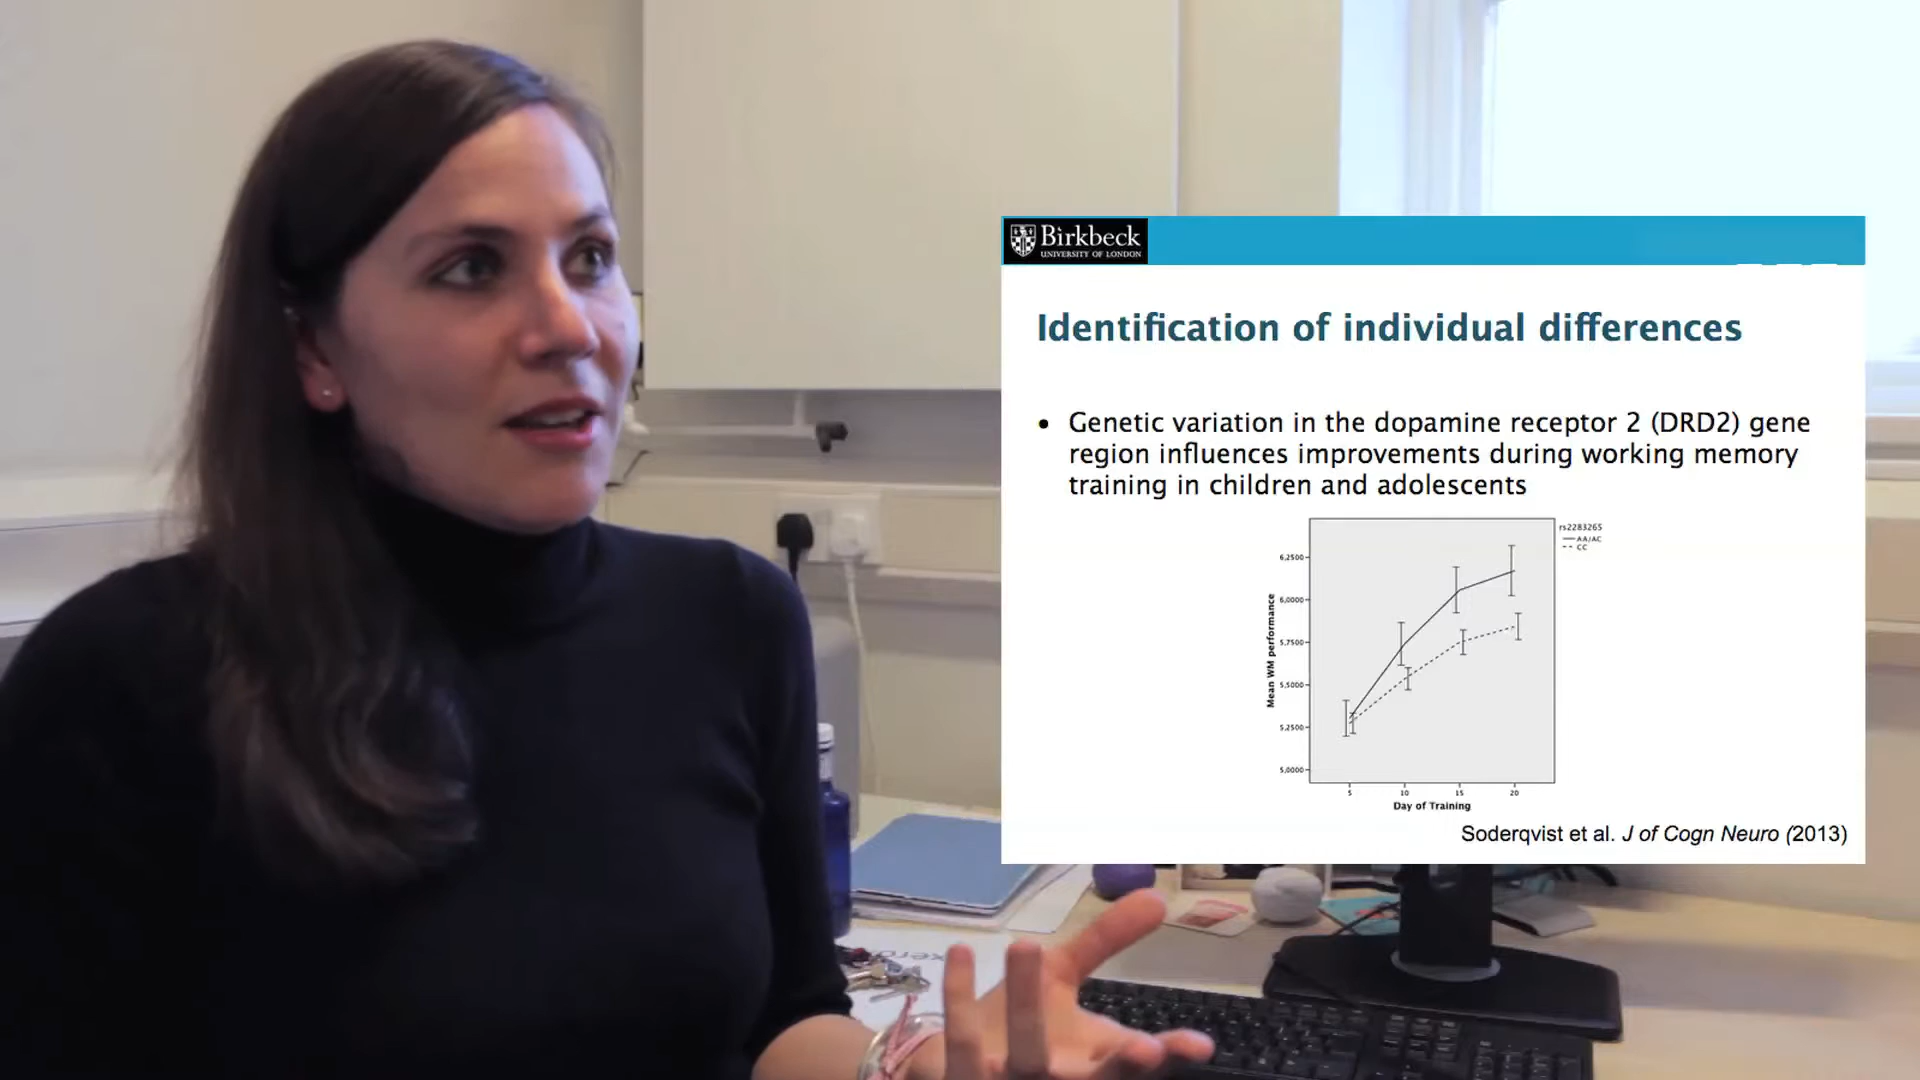 Birkbeck
UNIVERSITY OF LONDON
Identification of individual differences
• Genetic variation in the dopamine receptor 2 (DRD2) gene
region influences improvements during working memory
training in children and adolescents
rs2283265
AA/AC
CC
6,2500
6,0000
5,7500
5,5000
5,2500
5,0000
Mean WM performance
5 10 15 20
Day of Training
Soderqvist et al. J of Cogn Neuro (2013)